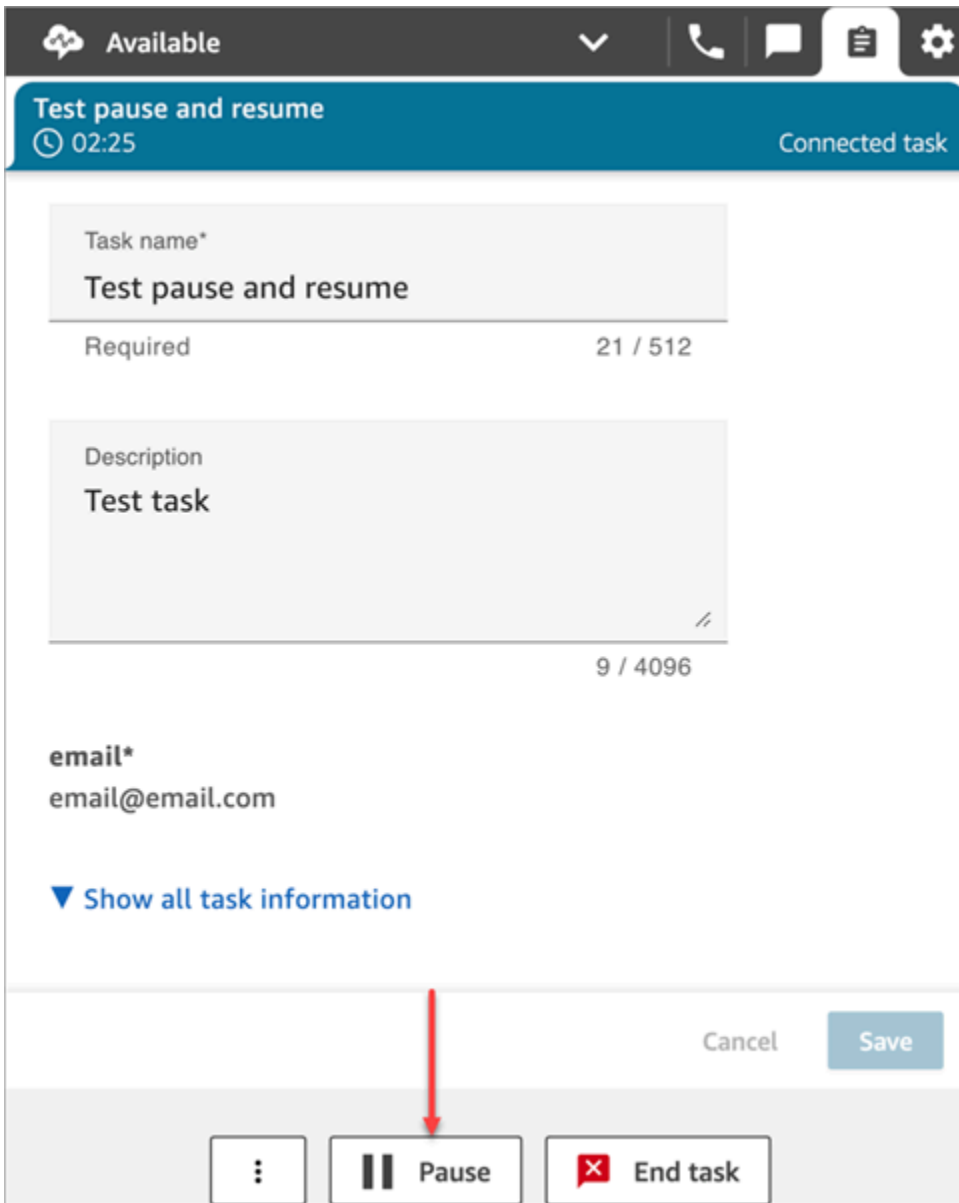 Available
Test pause and resume
02:25 Connected task
Task name*
Test pause and resume
Required 21 / 512
Description
Test task
9 / 4096
email*
email@email.com
Show all task information
Cancel Save
Pause End task